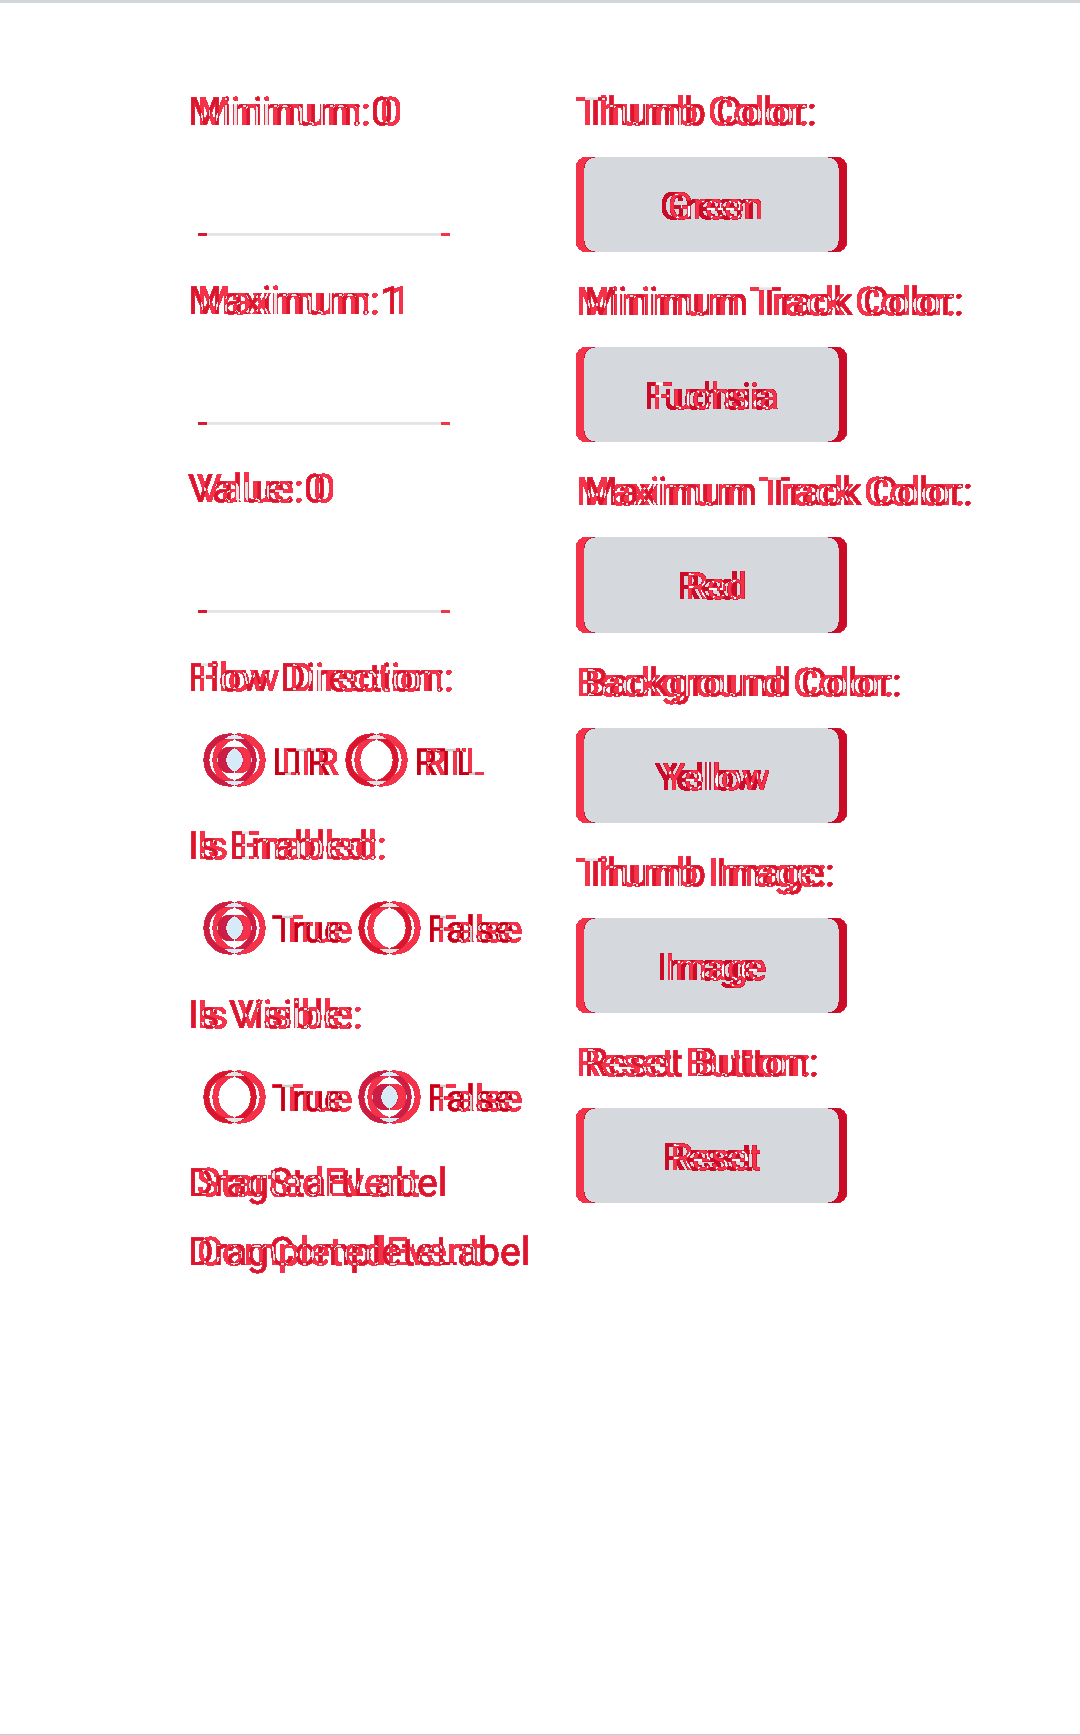 Minimum: 0
Maximum: 1
Value: 0
Flow Direction:
LTR RTL
Is Enabled:
True False
Is Visible:
True False
Thumb Color:
Green
Minimum Track Color:
Fuchsia
Maximum Track Color:
Red
Background Color:
Yellow
Thumb Image:
Image
Reset Button:
Reset